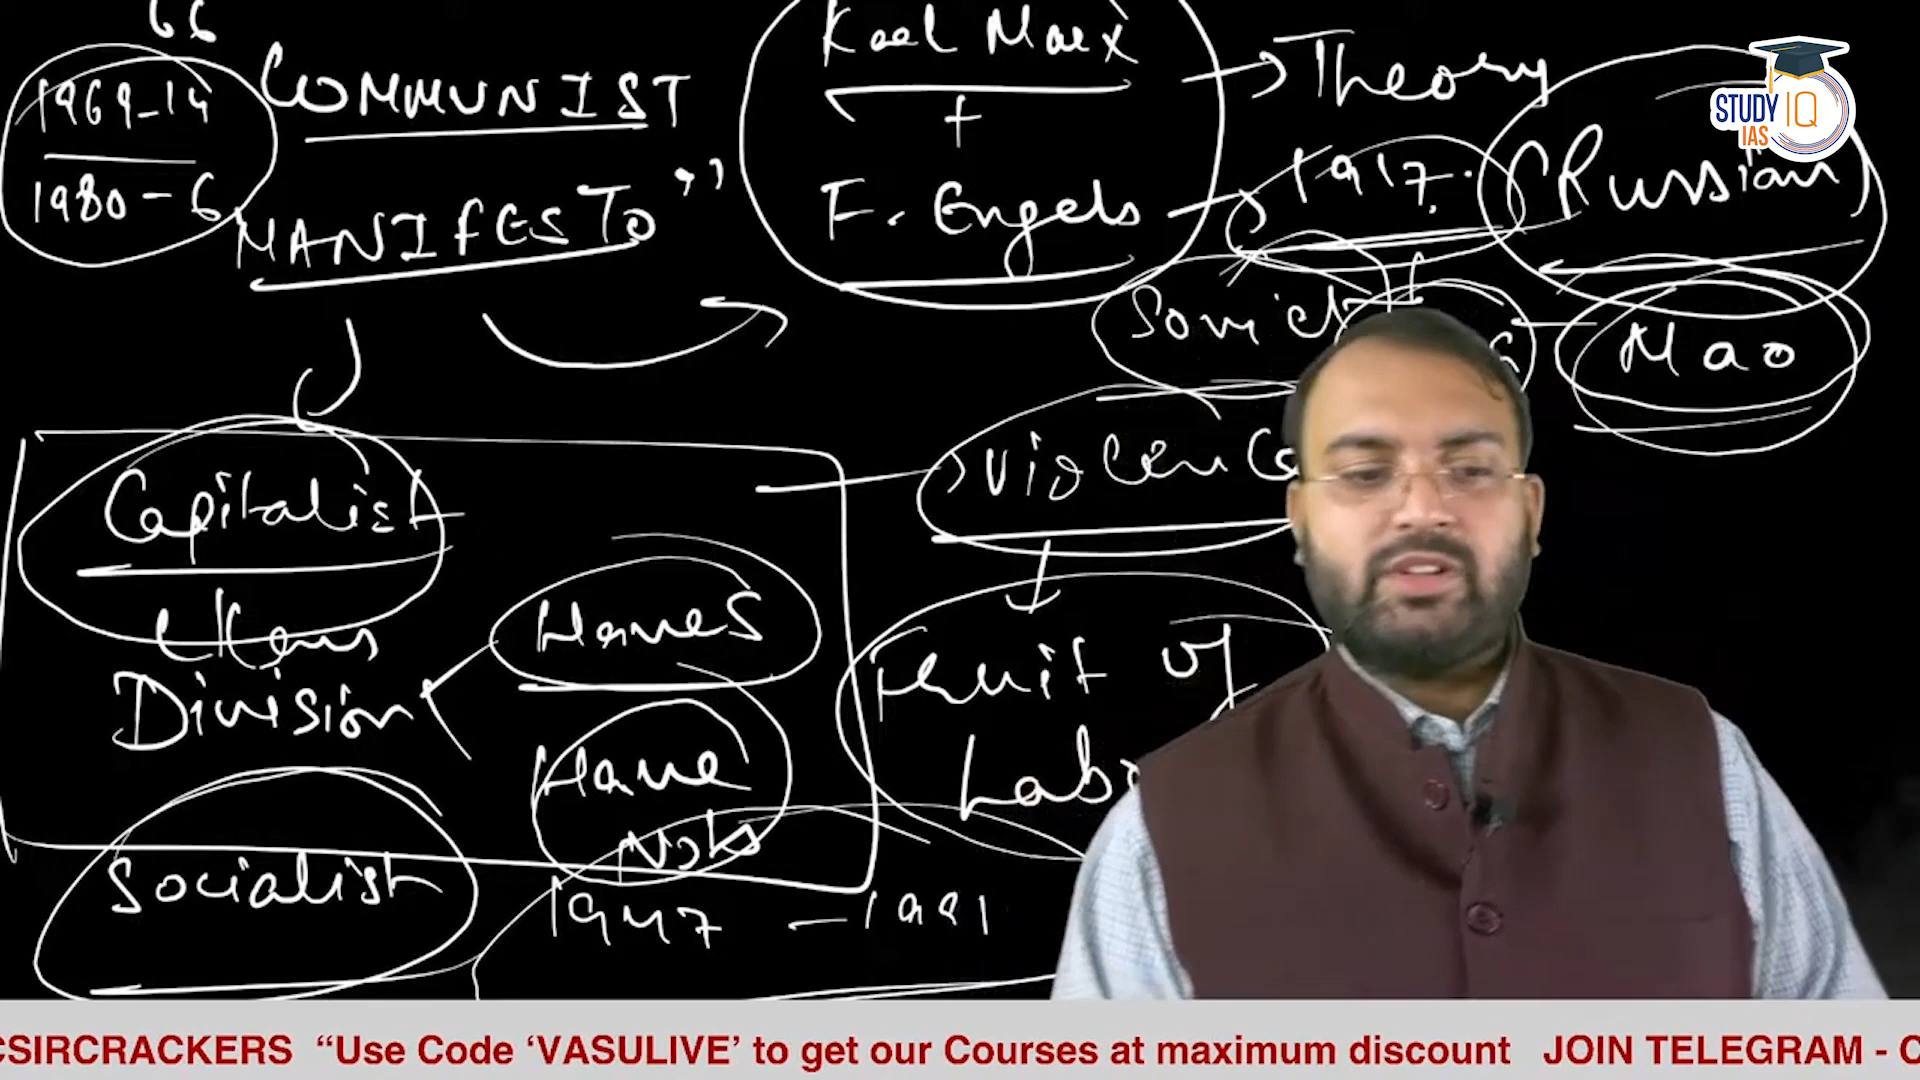 “
COMMUNIST
MANIFESTO”
1969-14
1980-6
Karl Marx
+
F. Engels
Theory
1917.
(Russian)
Soviet
Mao
Violence
Fruit of
Capitalist
Division
Haves
Have
Nots
Socialist
1947 - 1991
STUDY IQ
IAS
CSIRCRACKERS “Use Code ‘VASULIVE’ to get our Courses at maximum discount JOIN TELEGRAM - C